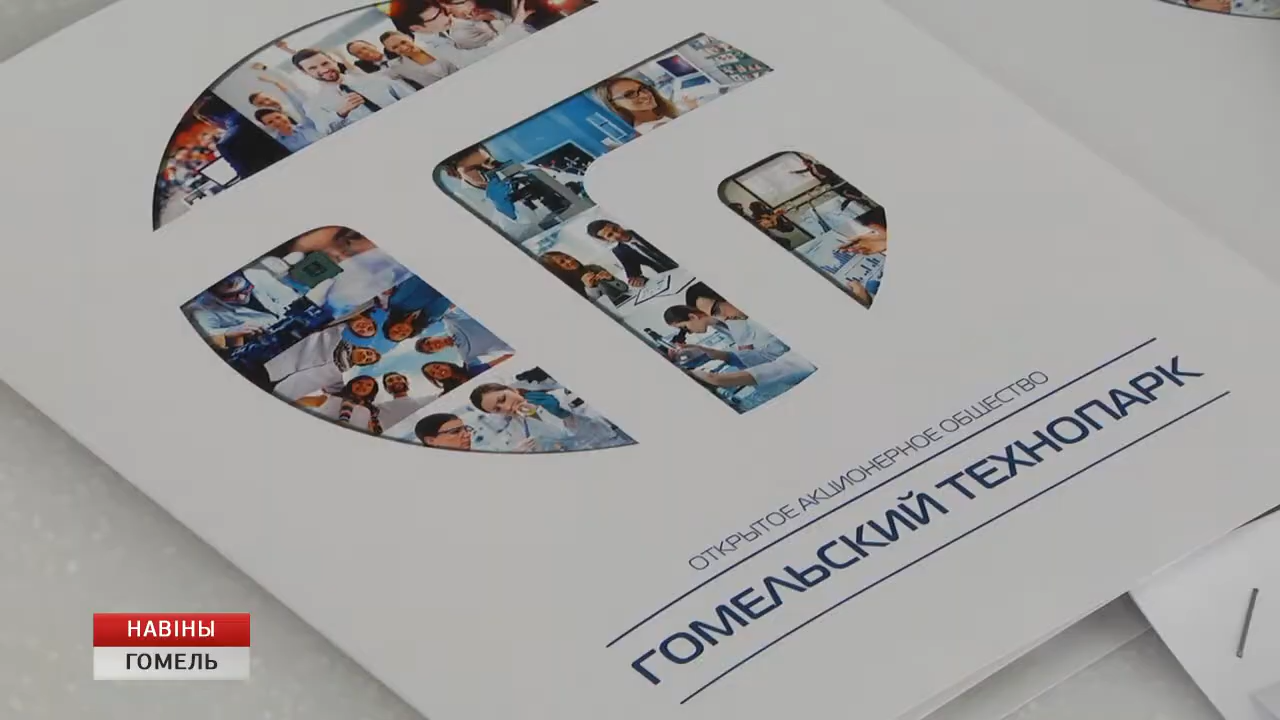 ОТКРЫТОЕ АКЦИОНЕРНОЕ ОБЩЕСТВО
ГОМЕЛЬСКИЙ ТЕХНОПАРК
НАВІНЫ
ГОМЕЛЬ